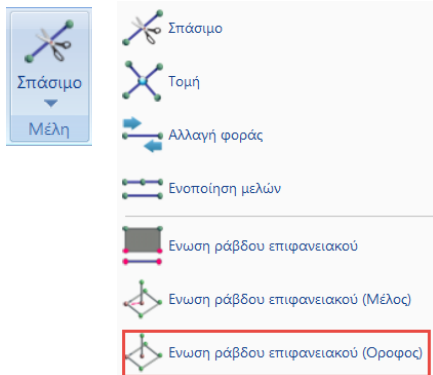 Σπάσιμο
Μέλη
Σπάσιμο
Τομή
Αλλαγή φοράς
Ενοποίηση μελών
Ενωση ράβδου επιφανειακού
Ενωση ράβδου επιφανειακού (Μέλος)
Ενωση ράβδου επιφανειακού (Οροφος)